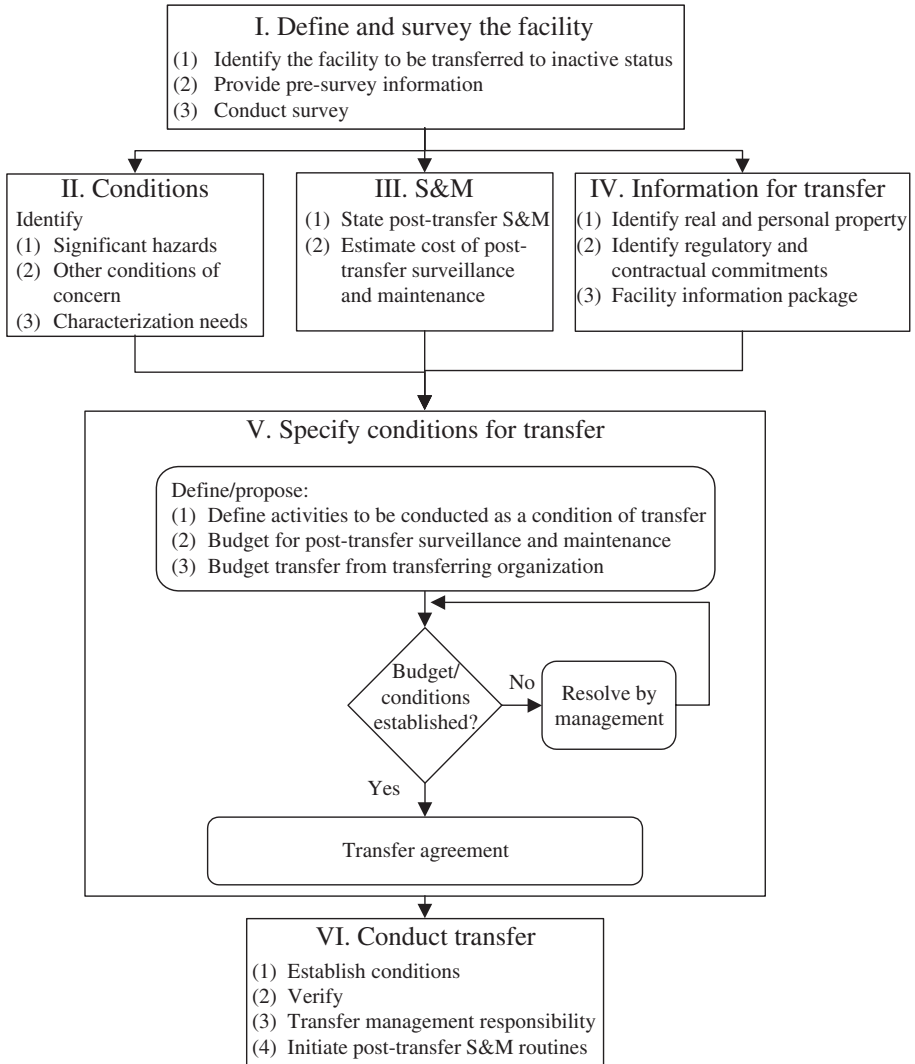 I. Define and survey the facility
(1) Identify the facility to be transferred to inactive status
(2) Provide pre-survey information
(3) Conduct survey
II. Conditions
Identify
(1) Significant hazards
(2) Other conditions of
concern
(3) Characterization needs
III. S&M
(1) State post-transfer S&M
(2) Estimate cost of post-
transfer surveillance
and maintenance
IV. Information for transfer
(1) Identify real and personal property
(2) Identify regulatory and
contractual commitments
(3) Facility information package
V. Specify conditions for transfer
Define/propose:
(1) Define activities to be conducted as a condition of transfer
(2) Budget for post-transfer surveillance and maintenance
(3) Budget transfer from transferring organization
Budget/
conditions
established?
No
Resolve by
management
Yes
Transfer agreement
VI. Conduct transfer
(1) Establish conditions
(2) Verify
(3) Transfer management responsibility
(4) Initiate post-transfer S&M routines